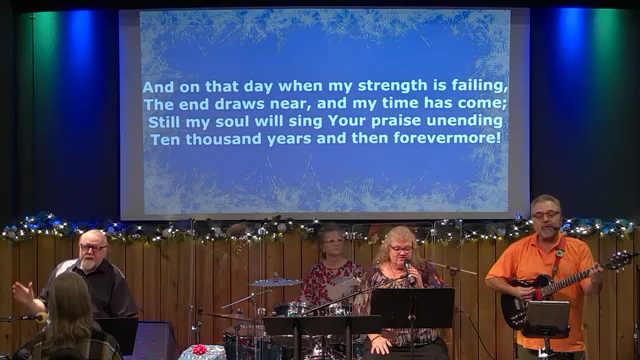 And on that day when my strength is failing,
The end draws near, and my time has come;
Still my soul will sing Your praise unending
Ten thousand years and then forevermore!